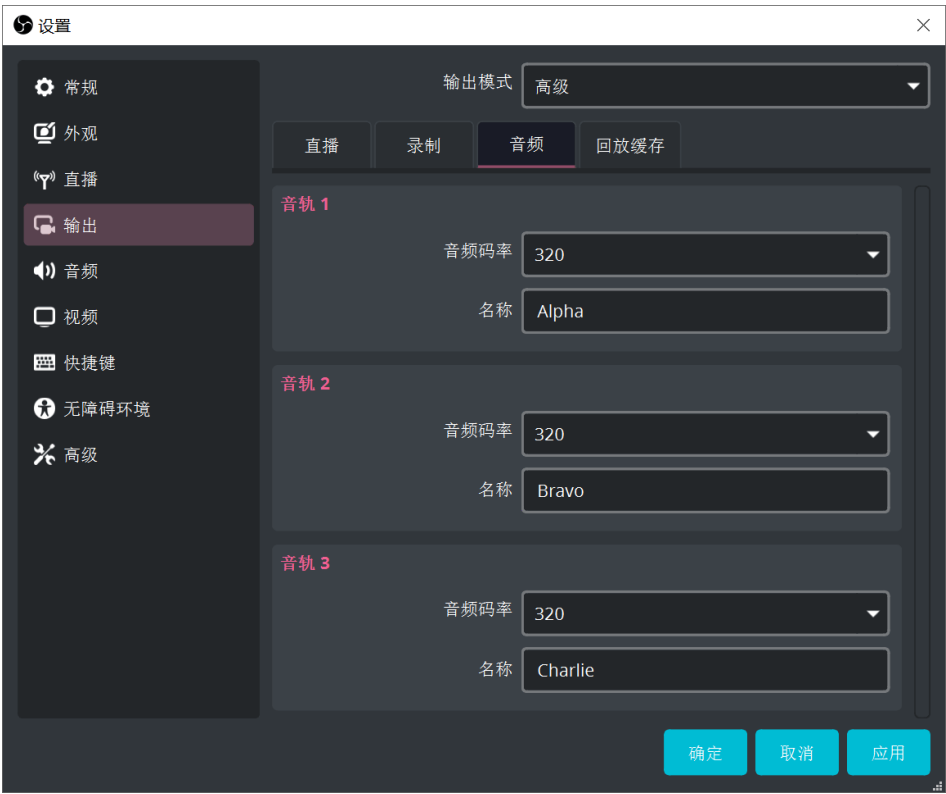 设置
常规
外观
直播
输出
音频
视频
快捷键
无障碍环境
高级
输出模式 高级
直播 录制 音频 回放缓存
音轨 1
音频码率 320
名称 Alpha
音轨 2
音频码率 320
名称 Bravo
音轨 3
音频码率 320
名称 Charlie
确定 取消 应用